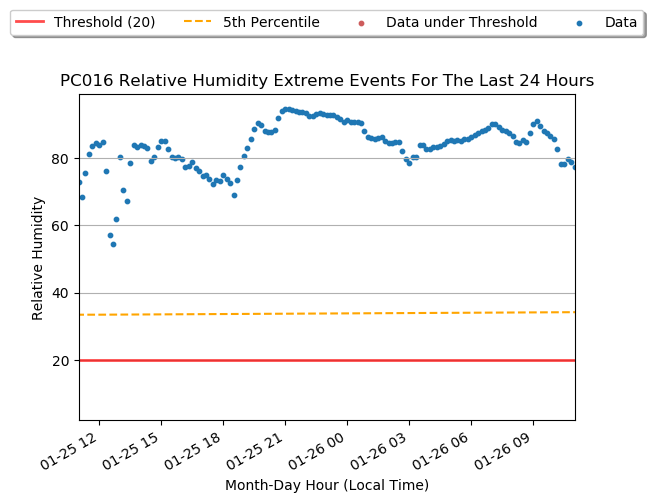 Threshold (20) 5th Percentile Data under Threshold Data
PC016 Relative Humidity Extreme Events For The Last 24 Hours
Relative Humidity
80
60
40
20
01-25 12 01-25 15 01-25 18 01-25 21 01-26 00 01-26 03 01-26 06 01-26 09
Month-Day Hour (Local Time)